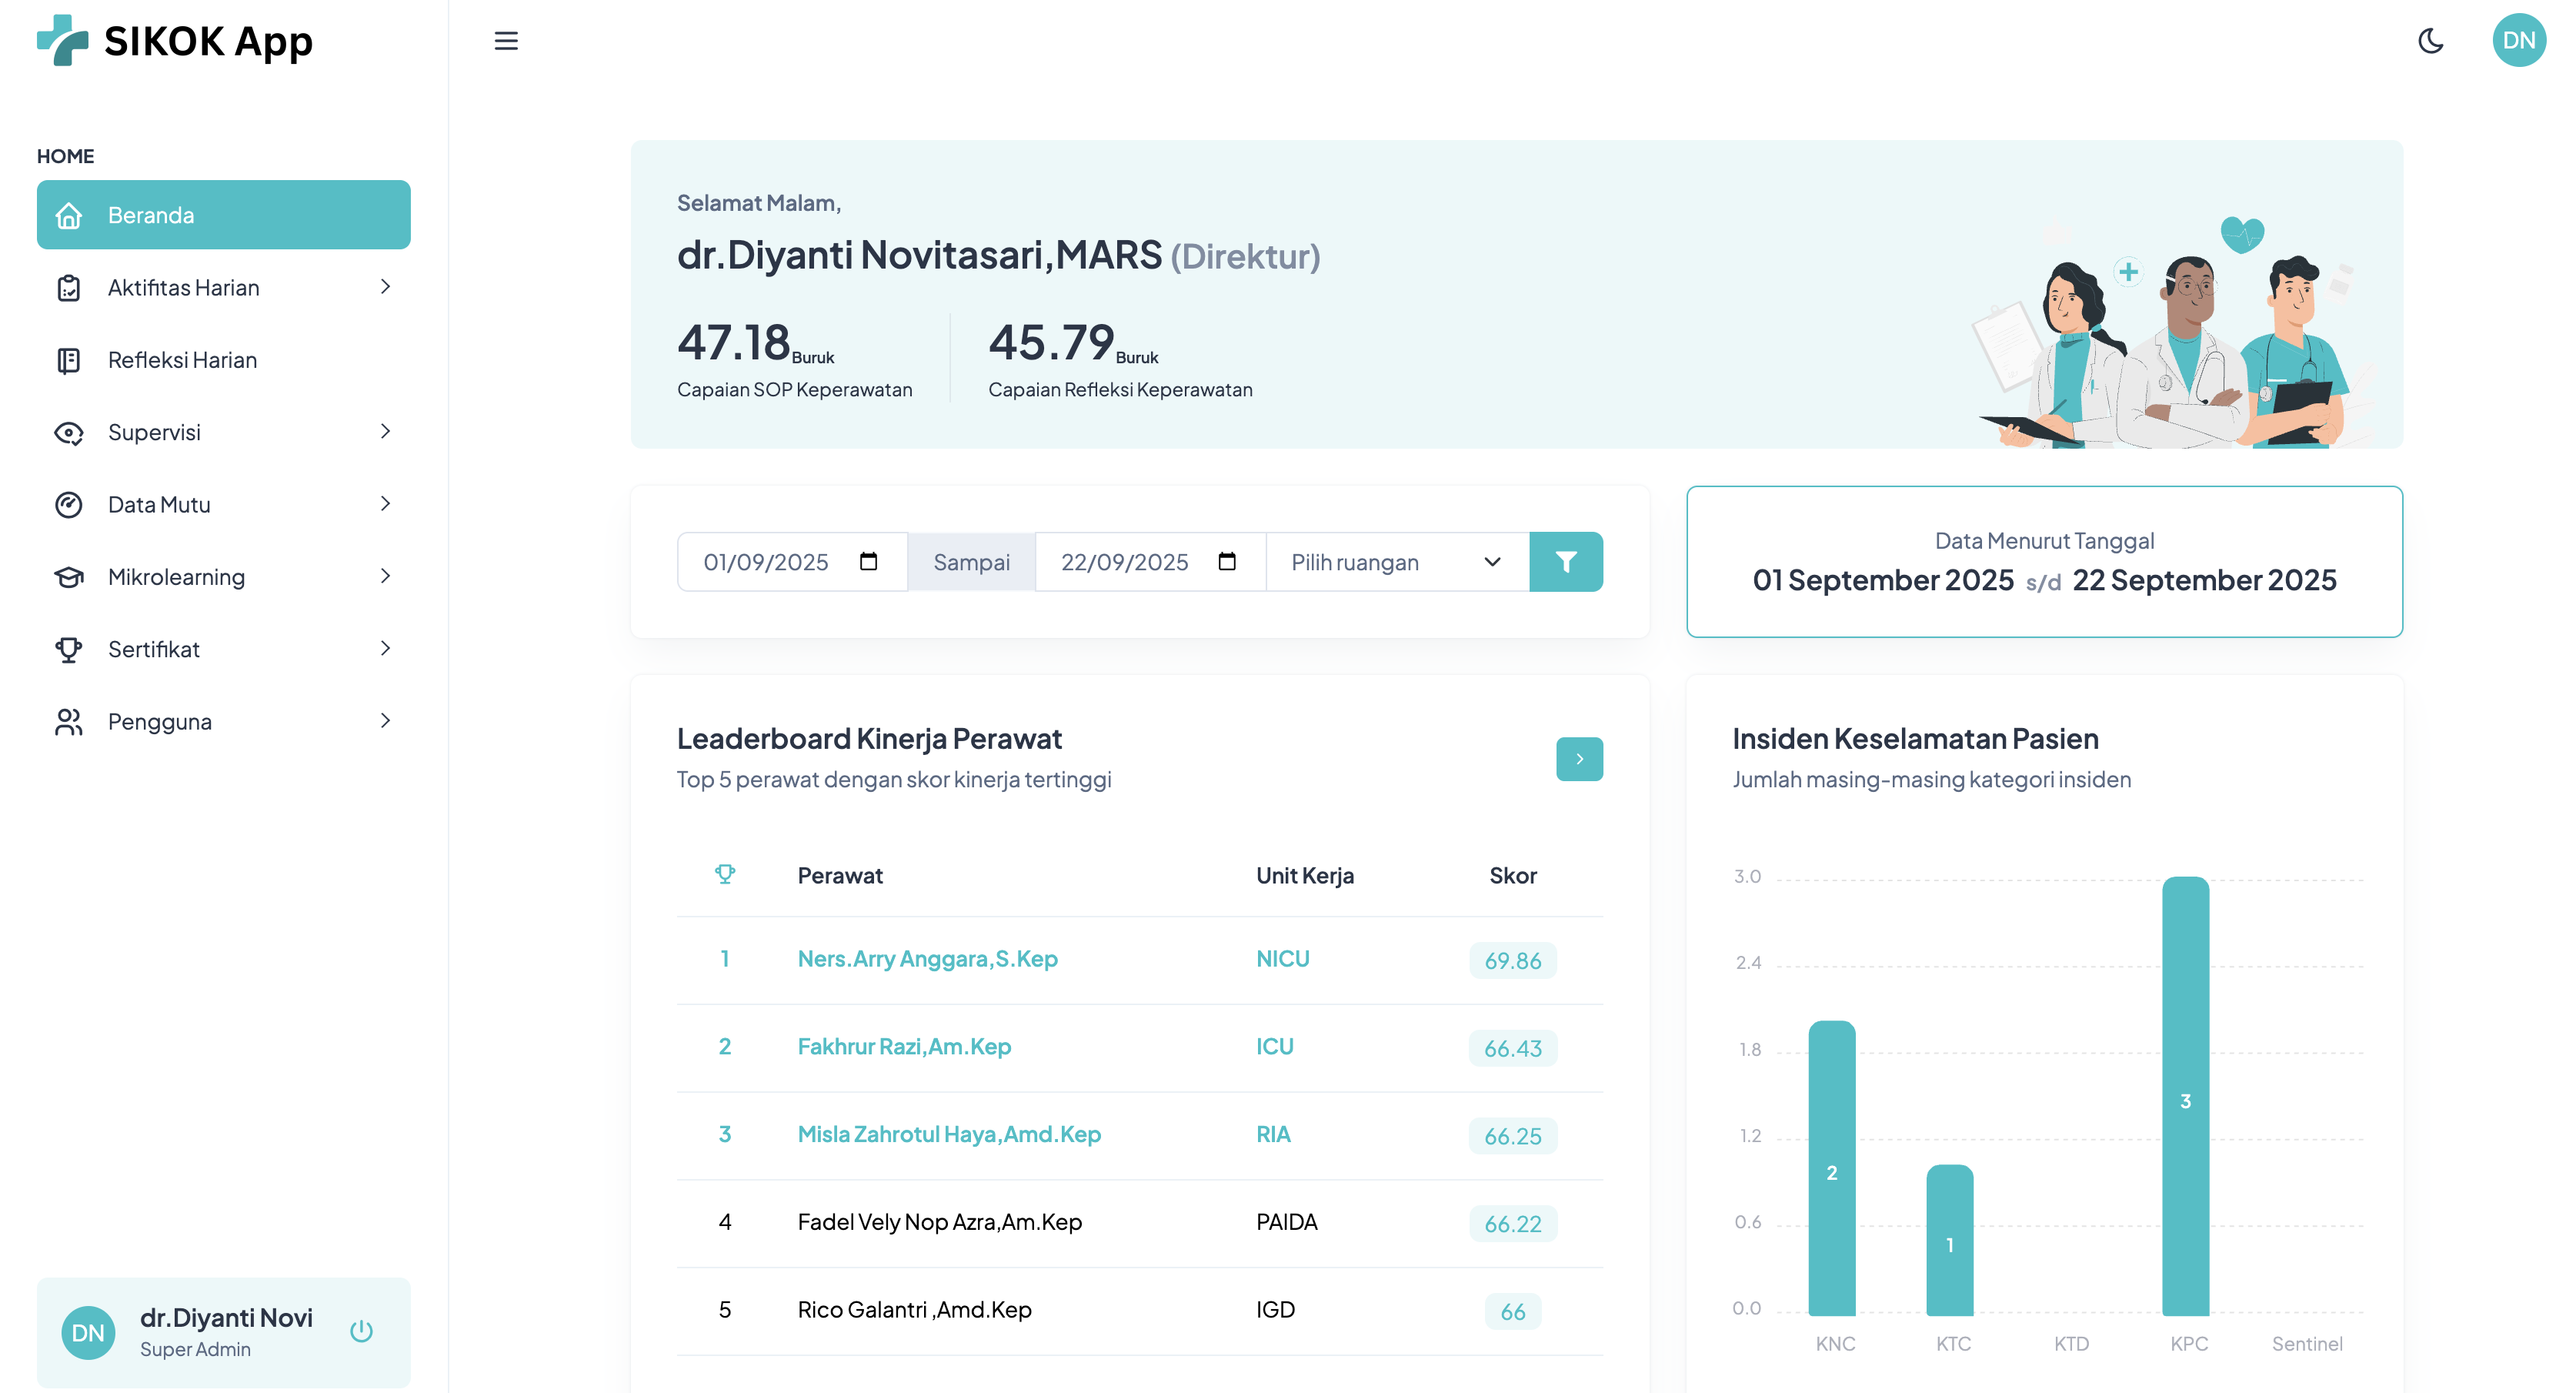 SIKOK App
DN
HOME
Beranda
Aktifitas Harian
Refleksi Harian
Supervisi
Data Mutu
Mikrolearning
Sertifikat
Pengguna
dr.Diyanti Novi
DN
Super Admin
Selamat Malam,
dr.Diyanti Novitasari,MARS (Direktur)
47.18 Buruk
Capaian SOP Keperawatan
45.79 Buruk
Capaian Refleksi Keperawatan
01/09/2025 Sampai 22/09/2025 Pilih ruangan
Data Menurut Tanggal
01 September 2025 s/d 22 September 2025
Leaderboard Kinerja Perawat
Top 5 perawat dengan skor kinerja tertinggi
Perawat Unit Kerja Skor
1 Ners.Arry Anggara,S.Kep NICU 69.86
2 Fakhrur Razi,Am.Kep ICU 66.43
3 Misla Zahrotul Haya,Amd.Kep RIA 66.25
4 Fadel Vely Nop Azra,Am.Kep PAIDA 66.22
5 Rico Galantri ,Amd.Kep IGD 66
Insiden Keselamatan Pasien
Jumlah masing-masing kategori insiden
3.0
2.4
1.8
1.2
0.6
0.0
2
1
3
KNC KTC KTD KPC Sentinel